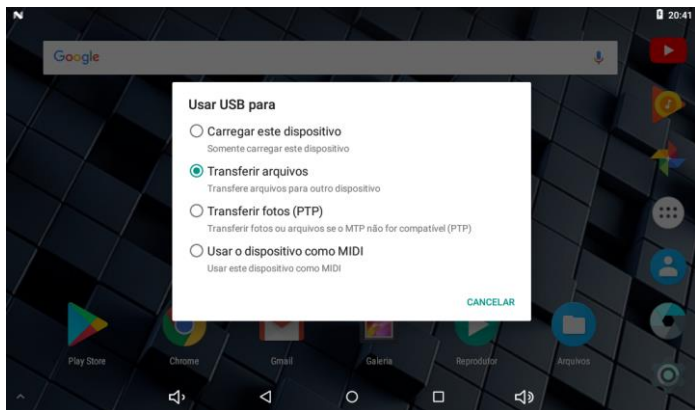 N
20:41
Google
Usar USB para
Carregar este dispositivo
Somente carregar este dispositivo
Transferir arquivos
Transfere arquivos para outro dispositivo
Transferir fotos (PTP)
Transferir fotos ou arquivos se o MTP não for compatível (PTP)
Usar o dispositivo como MIDI
Usar este dispositivo como MIDI
CANCELAR
Play Store
Chrome
Gmail
Galeria
Reprodutor
Arquivos